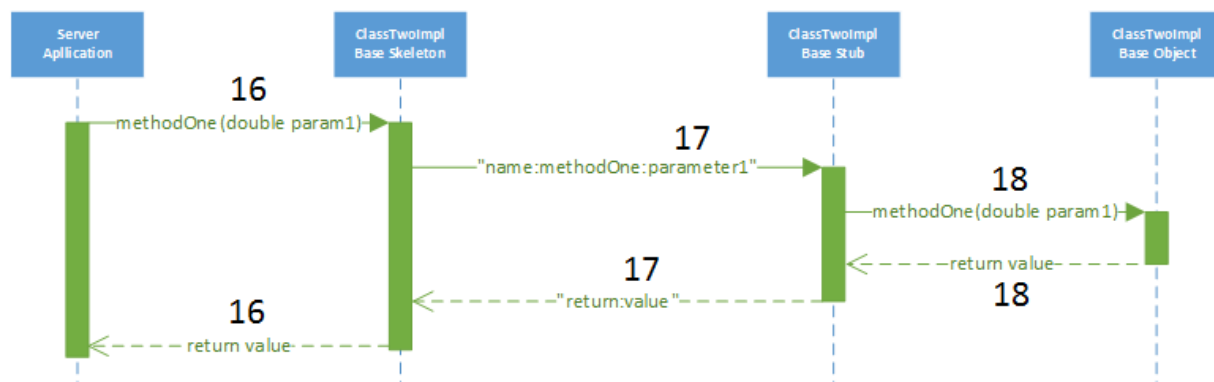 Server
Apllication
ClassTwoImpl
Base Skeleton
ClassTwoImpl
Base Stub
ClassTwoImpl
Base Object
16
methodOne(double param1)
17
"name:methodOne:parameter1"
18
methodOne(double param1)
return value
18
17
"return:value"
16
return value